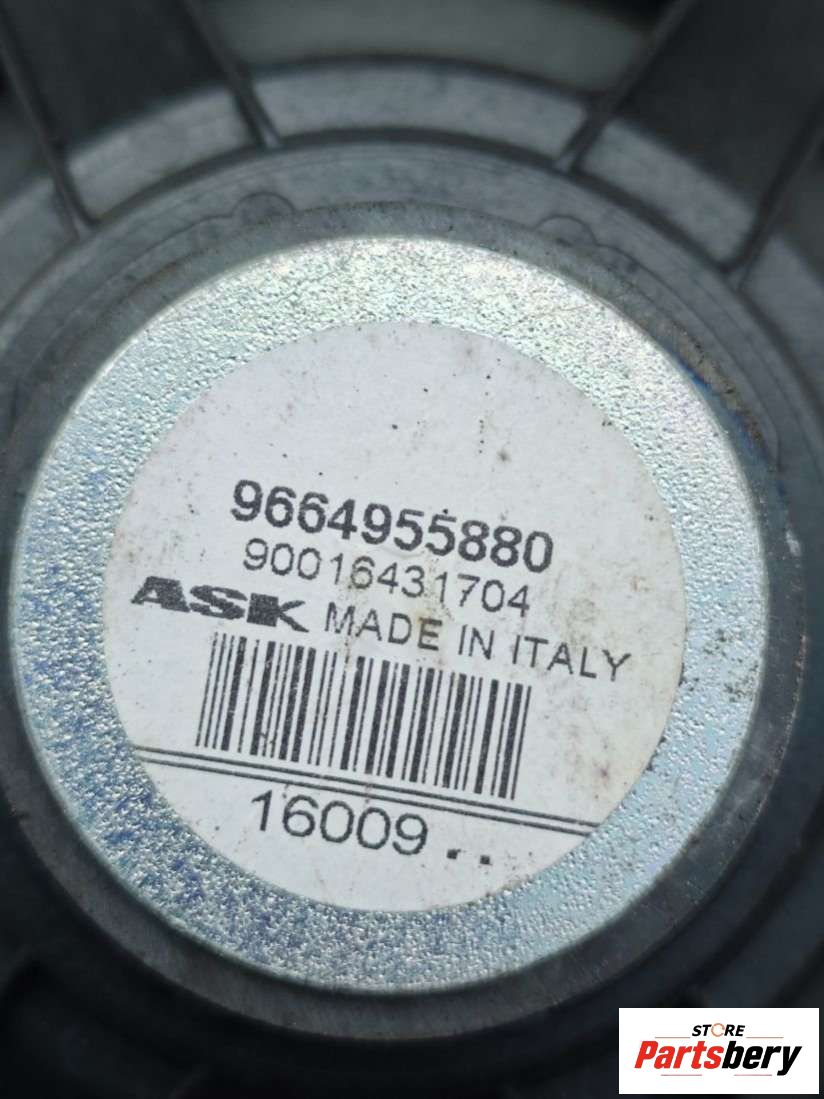 9664955880
90016431704
ASK MADE IN ITALY
16009..
STORE
Partsbery